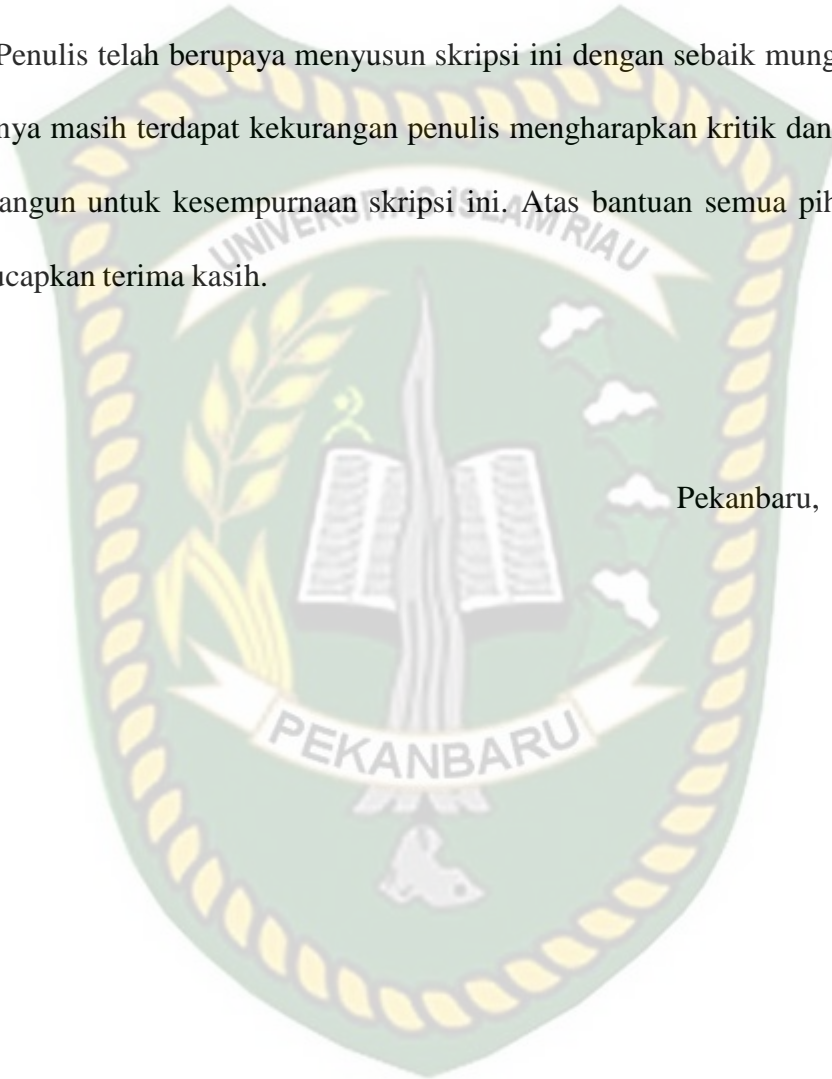 Penulis telah berupaya menyusun skripsi ini dengan sebaik mung
nya masih terdapat kekurangan penulis mengharapkan kritik dan
angun untuk kesempurnaan skripsi ini. Atas bantuan semua pih
UNIVERSITAS ISLAM RIAU
ucapkan terima kasih.
Pekanbaru,
PEKANBARU